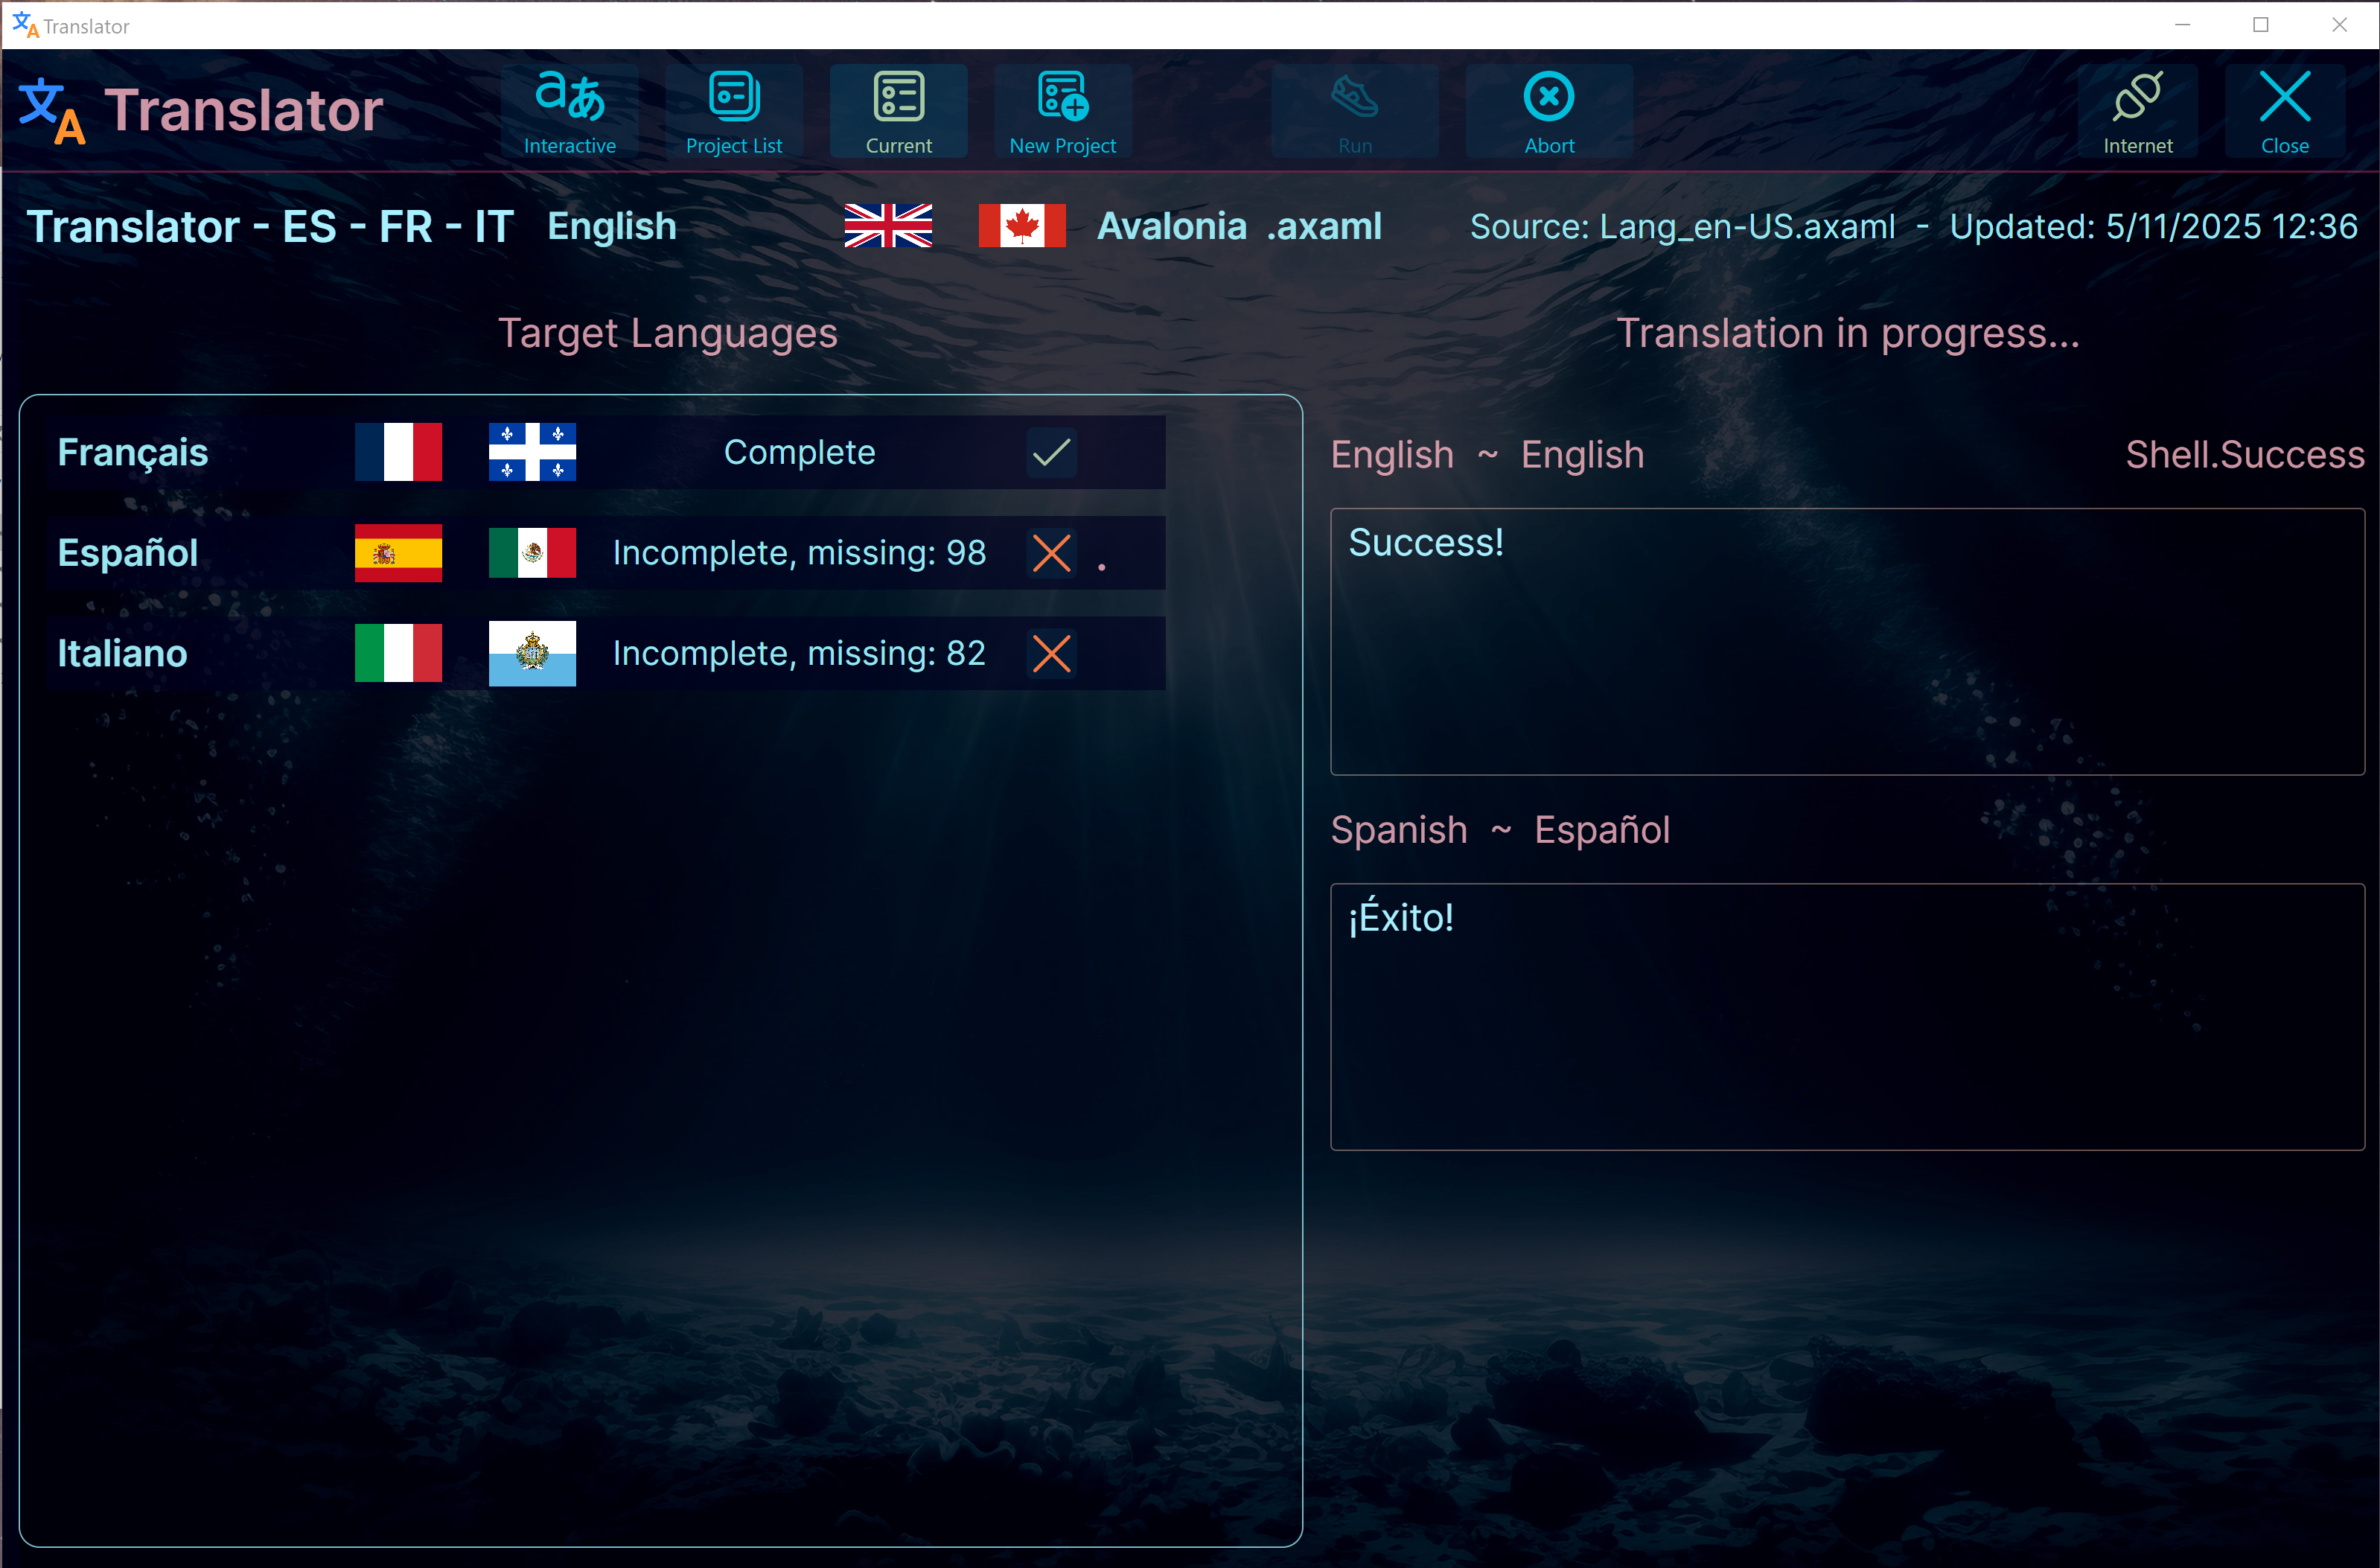 Translator
Translator
Interactive
Project List
Current
New Project
Run
Abort
Internet
Close
Translator - ES - FR - IT English Avalonia .axaml Source: Lang_en-US.axaml - Updated: 5/11/2025 12:36
Target Languages
Translation in progress...
Français Complete
Español Incomplete, missing: 98 .
Italiano Incomplete, missing: 82
English ~ English Shell.Success
Success!
Spanish ~ Español
¡Éxito!